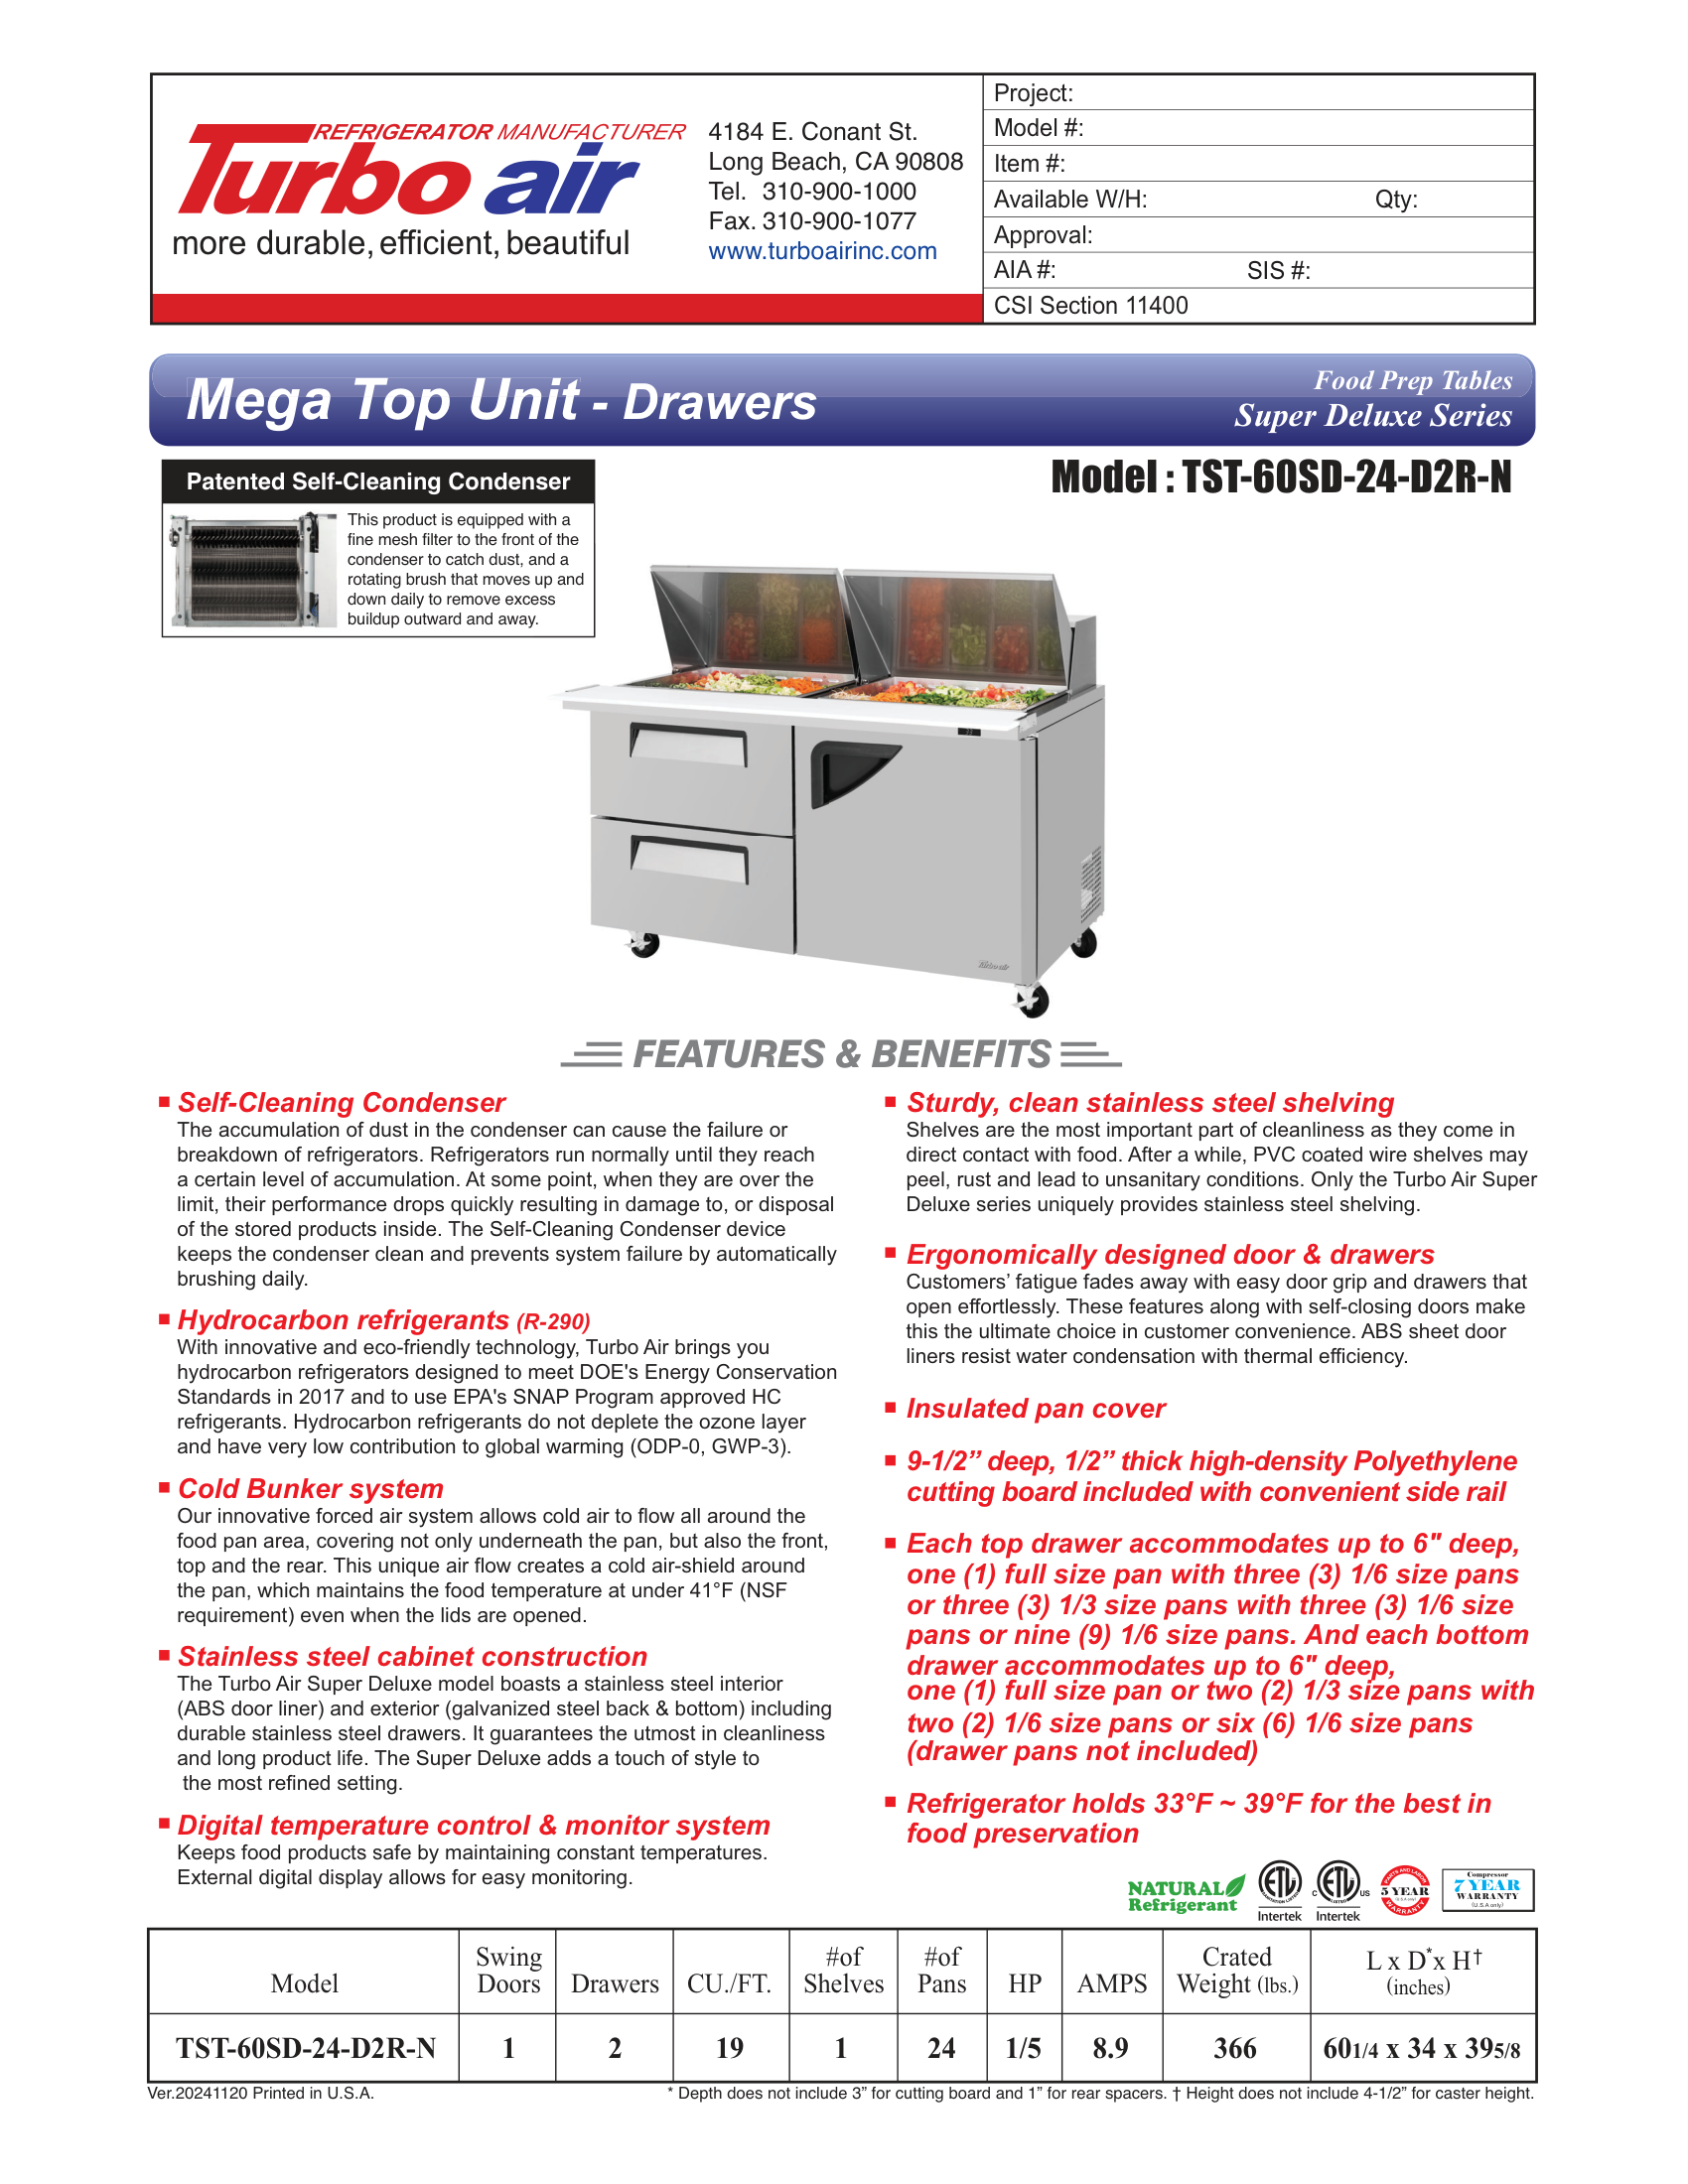 REFRIGERATOR MANUFACTURER
Turbo air
more durable, efficient, beautiful
4184 E. Conant St.
Long Beach, CA 90808
Tel. 310-900-1000
Fax. 310-900-1077
www.turboairinc.com
Project:
Model #:
Item #:
Available W/H: Qty:
Approval:
AIA #: SIS #:
CSI Section 11400
Mega Top Unit - Drawers
Food Prep Tables
Super Deluxe Series
Model : TST-60SD-24-D2R-N
Patented Self-Cleaning Condenser
This product is equipped with a
fine mesh filter to the front of the
condenser to catch dust, and a
rotating brush that moves up and
down daily to remove excess
buildup outward and away.
Turbo air
FEATURES & BENEFITS
■ Self-Cleaning Condenser
The accumulation of dust in the condenser can cause the failure or
breakdown of refrigerators. Refrigerators run normally until they reach
a certain level of accumulation. At some point, when they are over the
limit, their performance drops quickly resulting in damage to, or disposal
of the stored products inside. The Self-Cleaning Condenser device
keeps the condenser clean and prevents system failure by automatically
brushing daily.
■ Hydrocarbon refrigerants (R-290)
With innovative and eco-friendly technology, Turbo Air brings you
hydrocarbon refrigerators designed to meet DOE's Energy Conservation
Standards in 2017 and to use EPA's SNAP Program approved HC
refrigerants. Hydrocarbon refrigerants do not deplete the ozone layer
and have very low contribution to global warming (ODP-0, GWP-3).
■ Cold Bunker system
Our innovative forced air system allows cold air to flow all around the
food pan area, covering not only underneath the pan, but also the front,
top and the rear. This unique air flow creates a cold air-shield around
the pan, which maintains the food temperature at under 41°F (NSF
requirement) even when the lids are opened.
■ Stainless steel cabinet construction
The Turbo Air Super Deluxe model boasts a stainless steel interior
(ABS door liner) and exterior (galvanized steel back & bottom) including
durable stainless steel drawers. It guarantees the utmost in cleanliness
and long product life. The Super Deluxe adds a touch of style to
the most refined setting.
■ Digital temperature control & monitor system
Keeps food products safe by maintaining constant temperatures.
External digital display allows for easy monitoring.
■ Sturdy, clean stainless steel shelving
Shelves are the most important part of cleanliness as they come in
direct contact with food. After a while, PVC coated wire shelves may
peel, rust and lead to unsanitary conditions. Only the Turbo Air Super
Deluxe series uniquely provides stainless steel shelving.
■ Ergonomically designed door & drawers
Customers’ fatigue fades away with easy door grip and drawers that
open effortlessly. These features along with self-closing doors make
this the ultimate choice in customer convenience. ABS sheet door
liners resist water condensation with thermal efficiency.
■ Insulated pan cover
■ 9-1/2” deep, 1/2” thick high-density Polyethylene
cutting board included with convenient side rail
■ Each top drawer accommodates up to 6" deep,
one (1) full size pan with three (3) 1/6 size pans
or three (3) 1/3 size pans with three (3) 1/6 size
pans or nine (9) 1/6 size pans. And each bottom
drawer accommodates up to 6" deep,
one (1) full size pan or two (2) 1/3 size pans with
two (2) 1/6 size pans or six (6) 1/6 size pans
(drawer pans not included)
■ Refrigerator holds 33°F ~ 39°F for the best in
food preservation
NATURAL
Refrigerant
ETL
Intertek
C ETL US
Intertek
PARTS AND LABOR
5 YEAR
WARRANTY
Compressor
7 YEAR
WARRANTY
(U.S.A only)
Model Swing Doors Drawers CU./FT. #of Shelves #of Pans HP AMPS Crated Weight (lbs.) L x D* x H† (inches)
TST-60SD-24-D2R-N 1 2 19 1 24 1/5 8.9 366 60 1/4 x 34 x 39 5/8
Ver.20241120 Printed in U.S.A.
* Depth does not include 3” for cutting board and 1” for rear spacers. † Height does not include 4-1/2” for caster height.